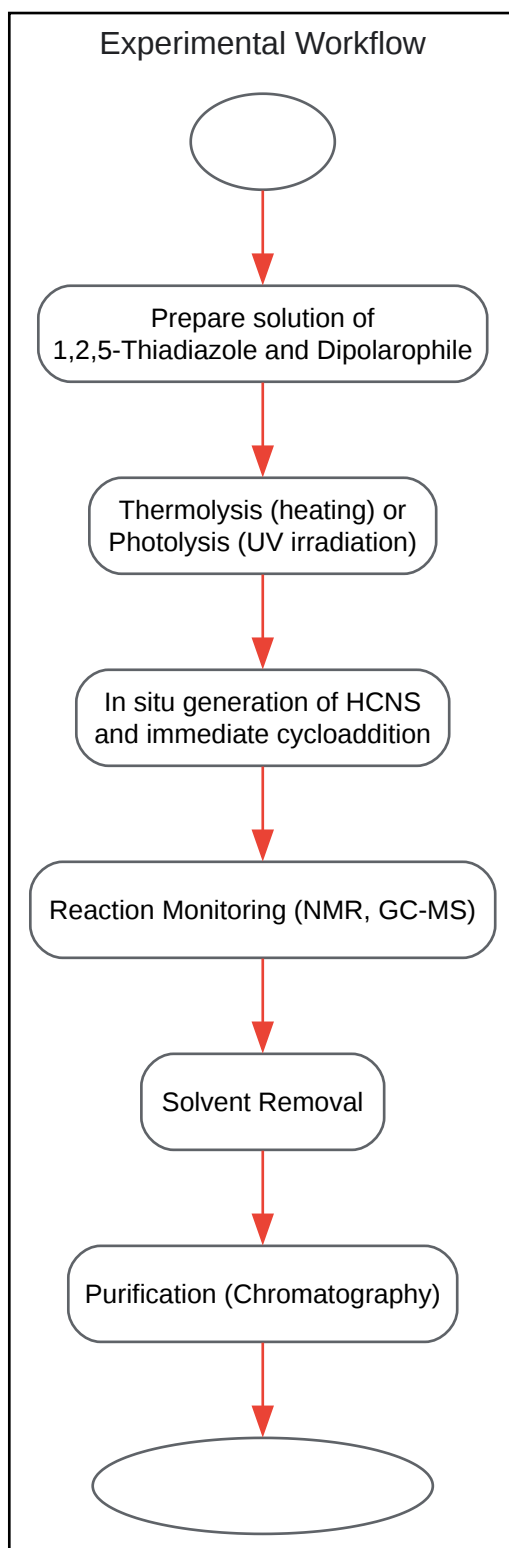 Experimental Workflow
Prepare solution of
1,2,5-Thiadiazole and Dipolarophile
Thermolysis (heating) or
Photolysis (UV irradiation)
In situ generation of HCNS
and immediate cycloaddition
Reaction Monitoring (NMR, GC-MS)
Solvent Removal
Purification (Chromatography)